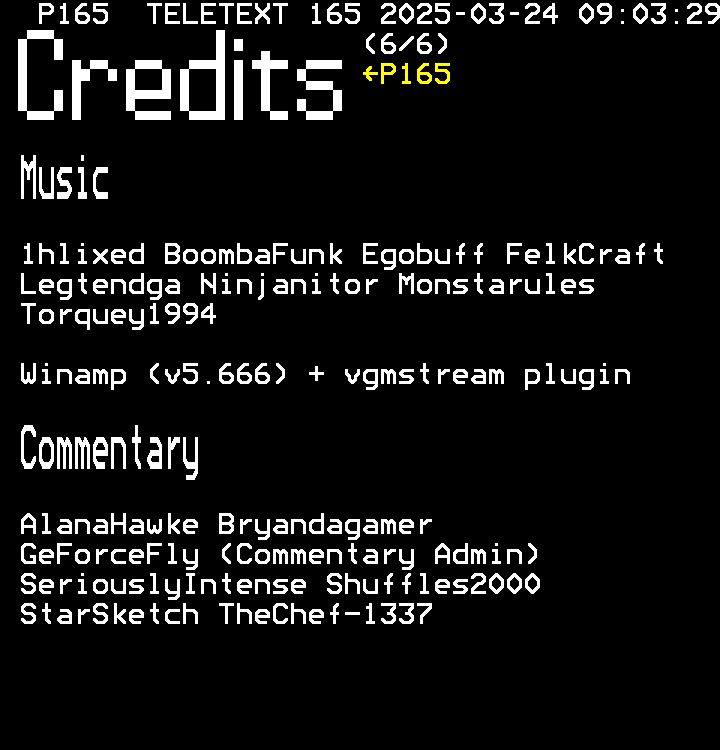 P165 TELETEXT 165 2025-03-24 09:03:29
Credits (6/6)
←P165
Music
1hlixed BoombaFunk Egobuff FelkCraft
Legtendga Ninjanitor Monstarules
Torquey1994
Winamp (v5.666) + vgmstream plugin
Commentary
AlanaHawke Bryandagamer
GeForceFly (Commentary Admin)
SeriouslyIntense Shuffles2000
StarSketch TheChef-1337